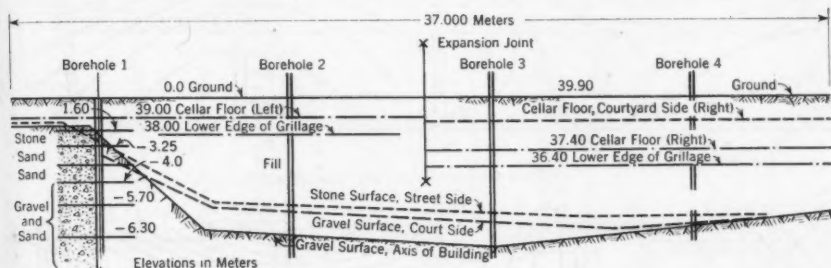 37.000 Meters
Expansion Joint
Borehole 1
Borehole 2
Borehole 3
Borehole 4
0.0 Ground
39.90
Ground
1.60
39.00 Cellar Floor (Left)
Cellar Floor, Courtyard Side (Right)
38.00 Lower Edge of Grillage
Stone
3.25
37.40 Cellar Floor (Right)
Sand
4.0
Fill
36.40 Lower Edge of Grillage
Sand
Gravel
and
Sand
-5.70
Stone Surface, Street Side
Gravel Surface, Court Side
-6.30
Gravel Surface, Axis of Building
Elevations in Meters